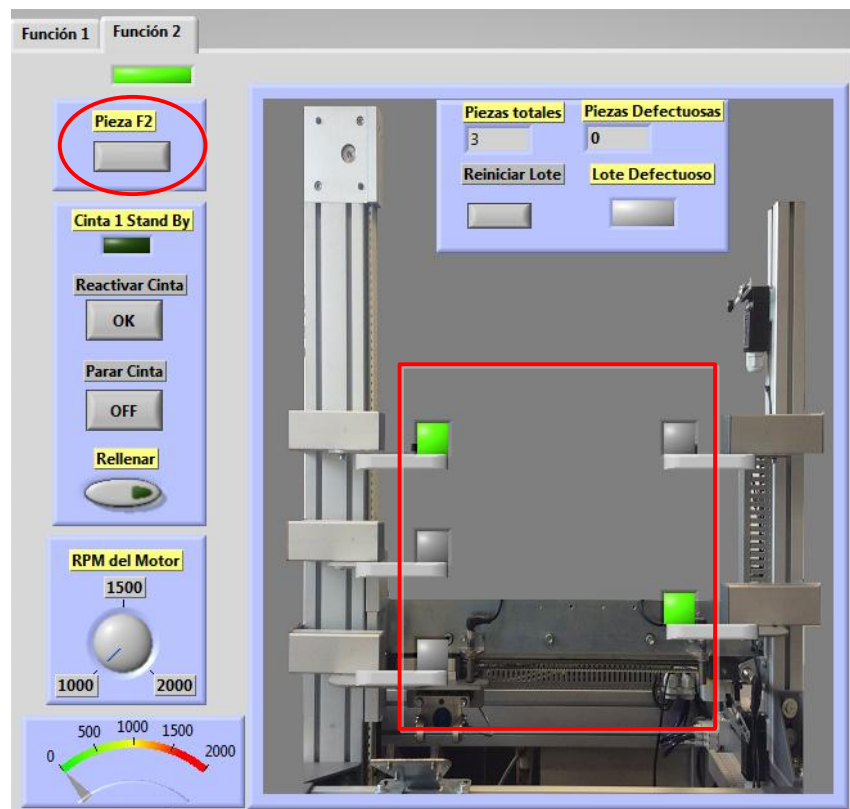 Función 1
Función 2
Pieza F2
Piezas totales
Piezas Defectuosas
3
0
Reiniciar Lote
Lote Defectuoso
Cinta 1 Stand By
Reactivar Cinta
OK
Parar Cinta
OFF
Rellenar
RPM del Motor
1500
1000
2000
0
500
1000
1500
2000